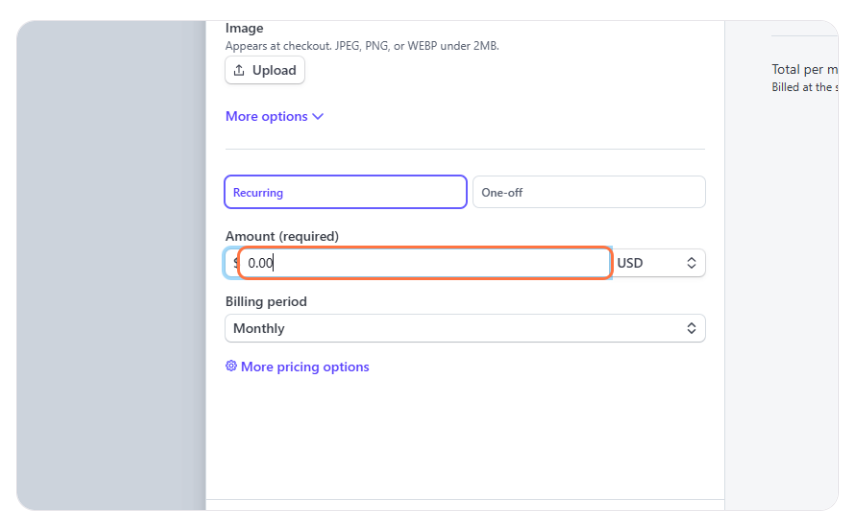 Image
Appears at checkout. JPEG, PNG, or WEBP under 2MB.
Upload
More options
Recurring
One-off
Amount (required)
$ 0.00
USD
Billing period
Monthly
More pricing options
Total per m
Billed at the s